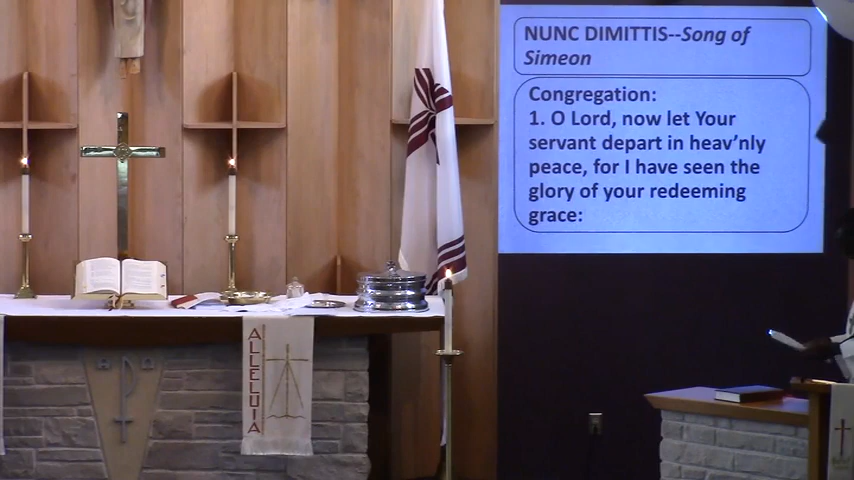 NUNC DIMITTIS--Song of
Simeon
Congregation:
1. O Lord, now let Your
servant depart in heav’nly
peace, for I have seen the
glory of your redeeming
grace:
ALLELUIA
Α Ω